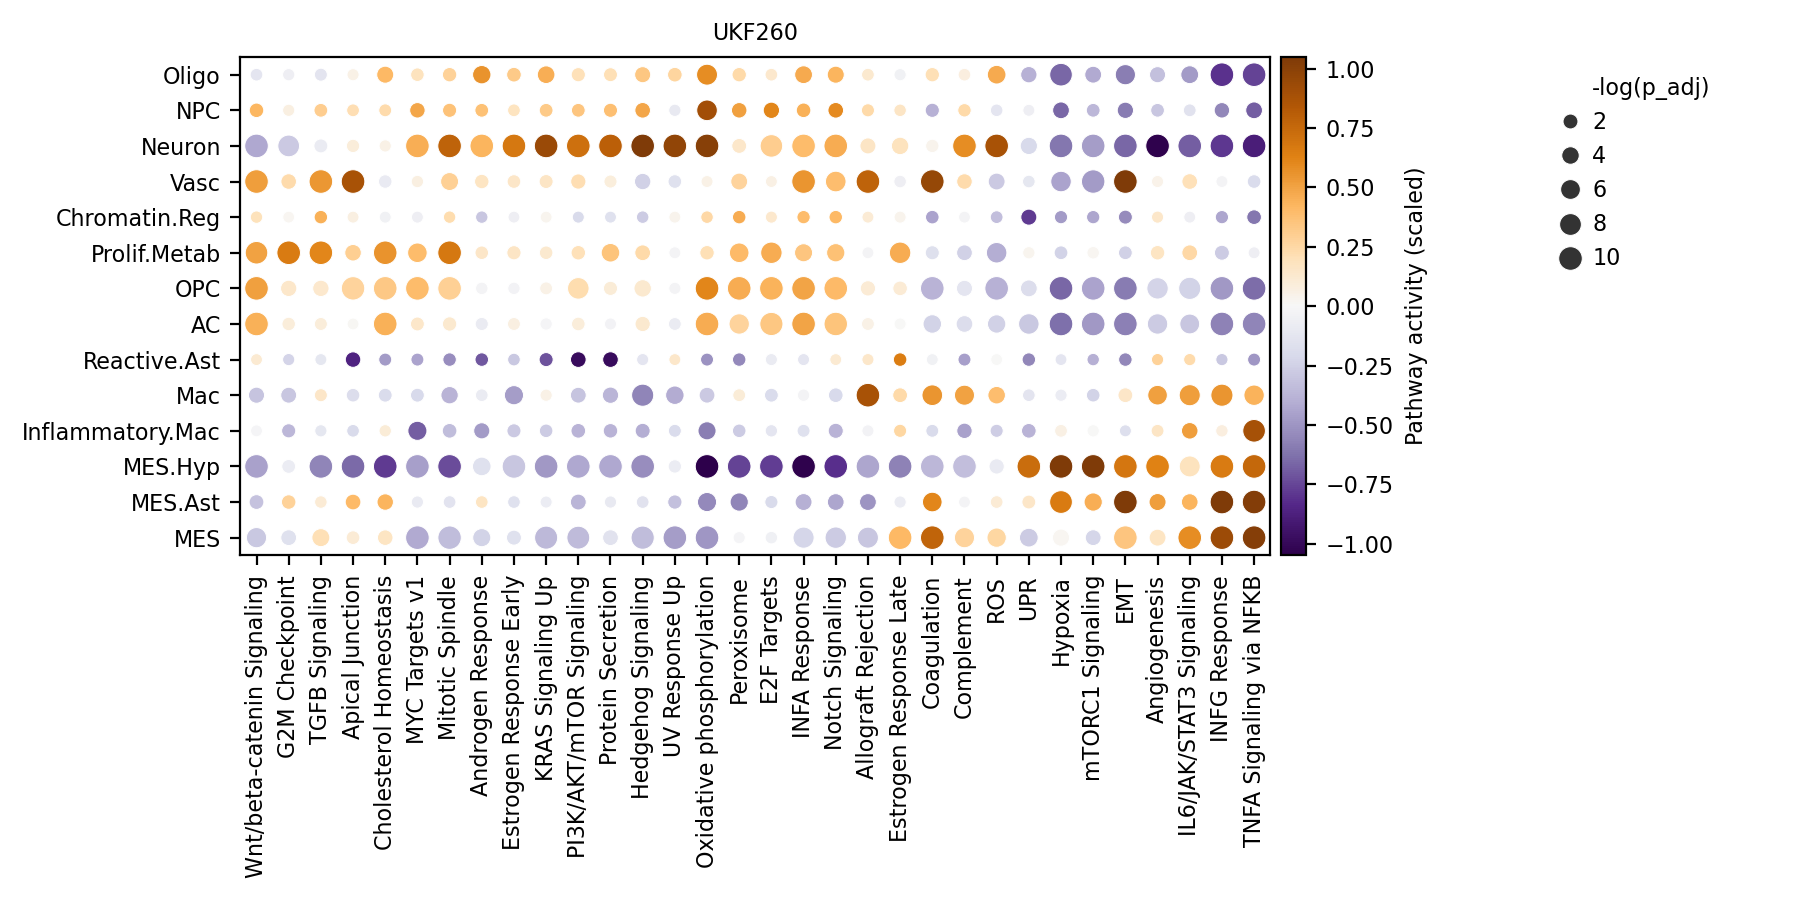 UKF260
Oligo
NPC
Neuron
Vasc
Chromatin.Reg
Prolif.Metab
OPC
AC
Reactive.Ast
Mac
Inflammatory.Mac
MES.Hyp
MES.Ast
MES
Wnt/beta-catenin Signaling
G2M Checkpoint
TGFB Signaling
Apical Junction
Cholesterol Homeostasis
MYC Targets v1
Mitotic Spindle
Androgen Response
Estrogen Response Early
KRAS Signaling Up
PI3K/AKT/mTOR Signaling
Protein Secretion
Hedgehog Signaling
UV Response Up
Oxidative phosphorylation
Peroxisome
E2F Targets
INFA Response
Notch Signaling
Allograft Rejection
Estrogen Response Late
Coagulation
Complement
ROS
UPR
Hypoxia
mTORC1 Signaling
EMT
Angiogenesis
IL6/JAK/STAT3 Signaling
INFG Response
TNFA Signaling via NFKB
1.00
0.75
0.50
0.25
0.00
−0.25
−0.50
−0.75
−1.00
Pathway activity (scaled)
-log(p_adj)
2
4
6
8
10